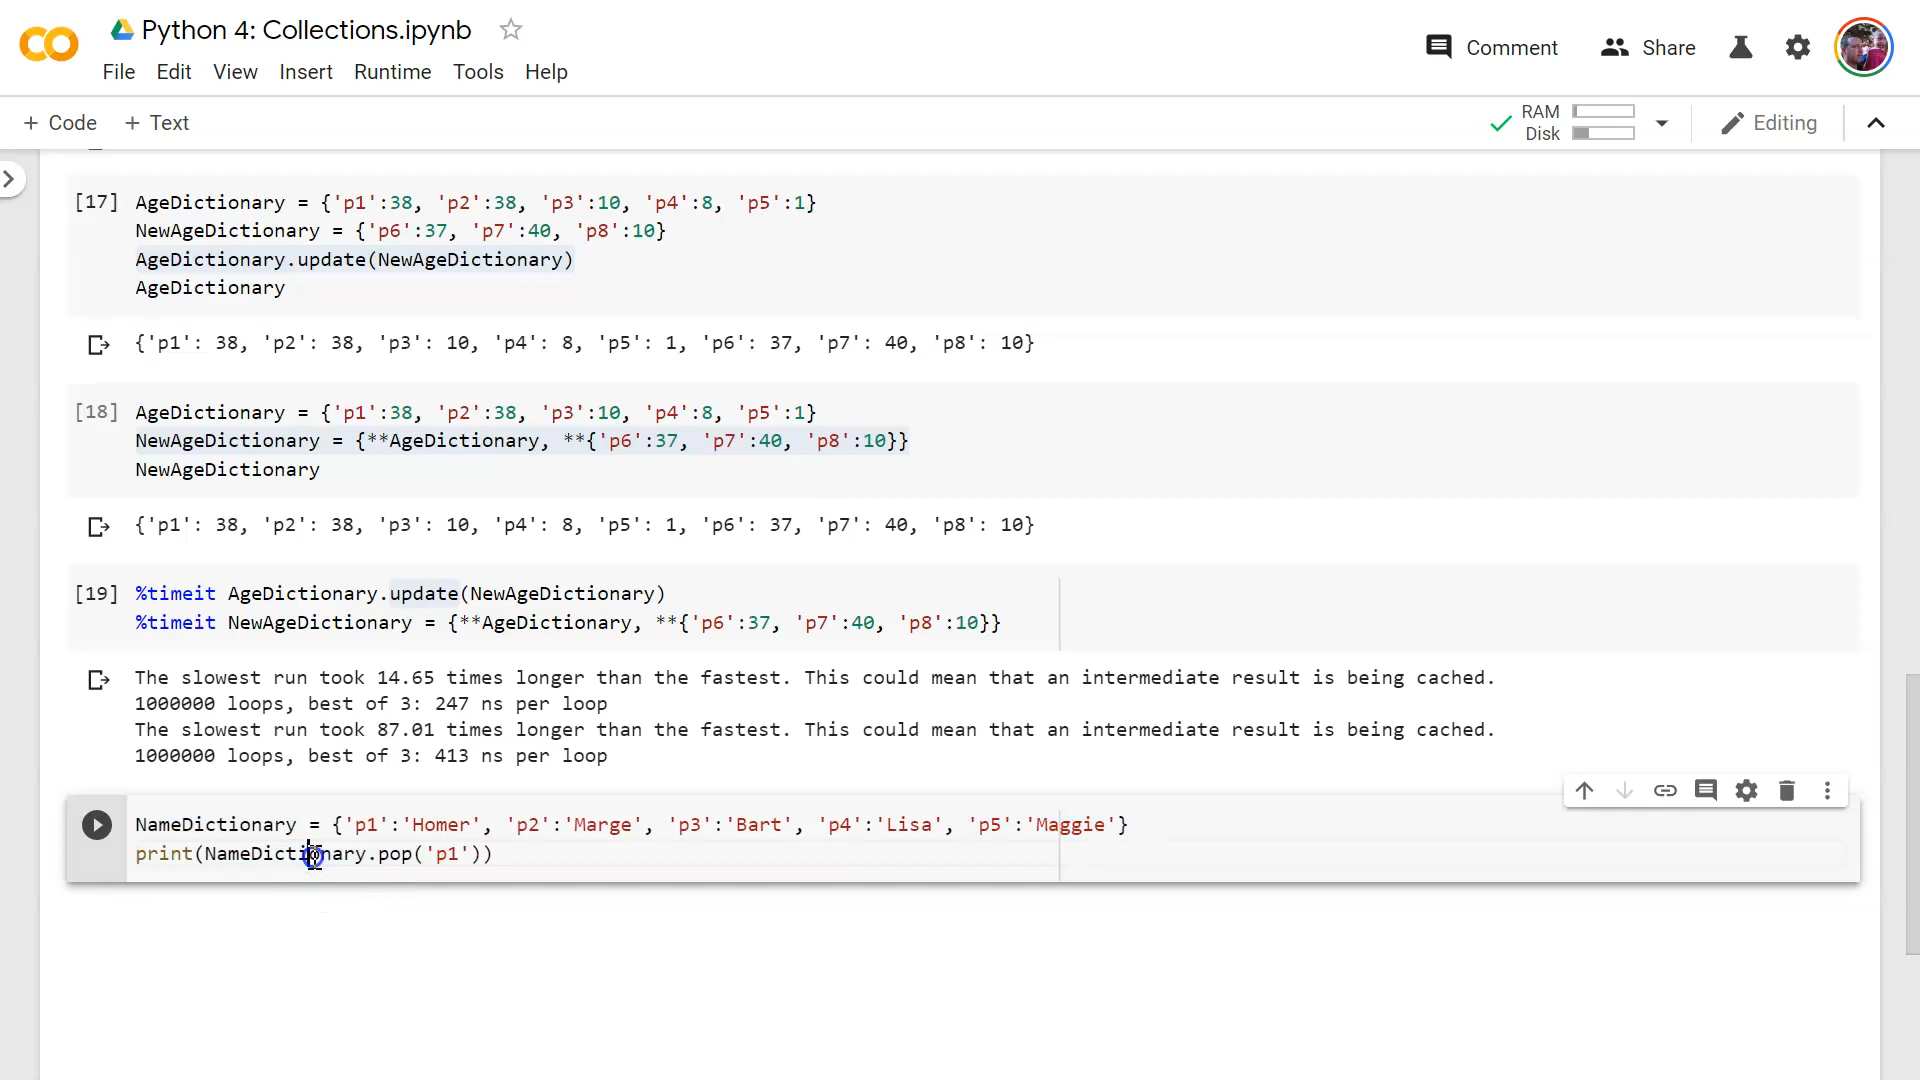 Python 4: Collections.ipynb
Comment
Share
File Edit View Insert Runtime Tools Help
+ Code + Text
RAM
Disk
Editing
[17] AgeDictionary = {'p1':38, 'p2':38, 'p3':10, 'p4':8, 'p5':1}
NewAgeDictionary = {'p6':37, 'p7':40, 'p8':10}
AgeDictionary.update(NewAgeDictionary)
AgeDictionary
{'p1': 38, 'p2': 38, 'p3': 10, 'p4': 8, 'p5': 1, 'p6': 37, 'p7': 40, 'p8': 10}
[18] AgeDictionary = {'p1':38, 'p2':38, 'p3':10, 'p4':8, 'p5':1}
NewAgeDictionary = {**AgeDictionary, **{'p6':37, 'p7':40, 'p8':10}}
NewAgeDictionary
{'p1': 38, 'p2': 38, 'p3': 10, 'p4': 8, 'p5': 1, 'p6': 37, 'p7': 40, 'p8': 10}
[19] %timeit AgeDictionary.update(NewAgeDictionary)
%timeit NewAgeDictionary = {**AgeDictionary, **{'p6':37, 'p7':40, 'p8':10}}
The slowest run took 14.65 times longer than the fastest. This could mean that an intermediate result is being cached.
1000000 loops, best of 3: 247 ns per loop
The slowest run took 87.01 times longer than the fastest. This could mean that an intermediate result is being cached.
1000000 loops, best of 3: 413 ns per loop
NameDictionary = {'p1':'Homer', 'p2':'Marge', 'p3':'Bart', 'p4':'Lisa', 'p5':'Maggie'}
print(NameDictionary.pop('p1'))